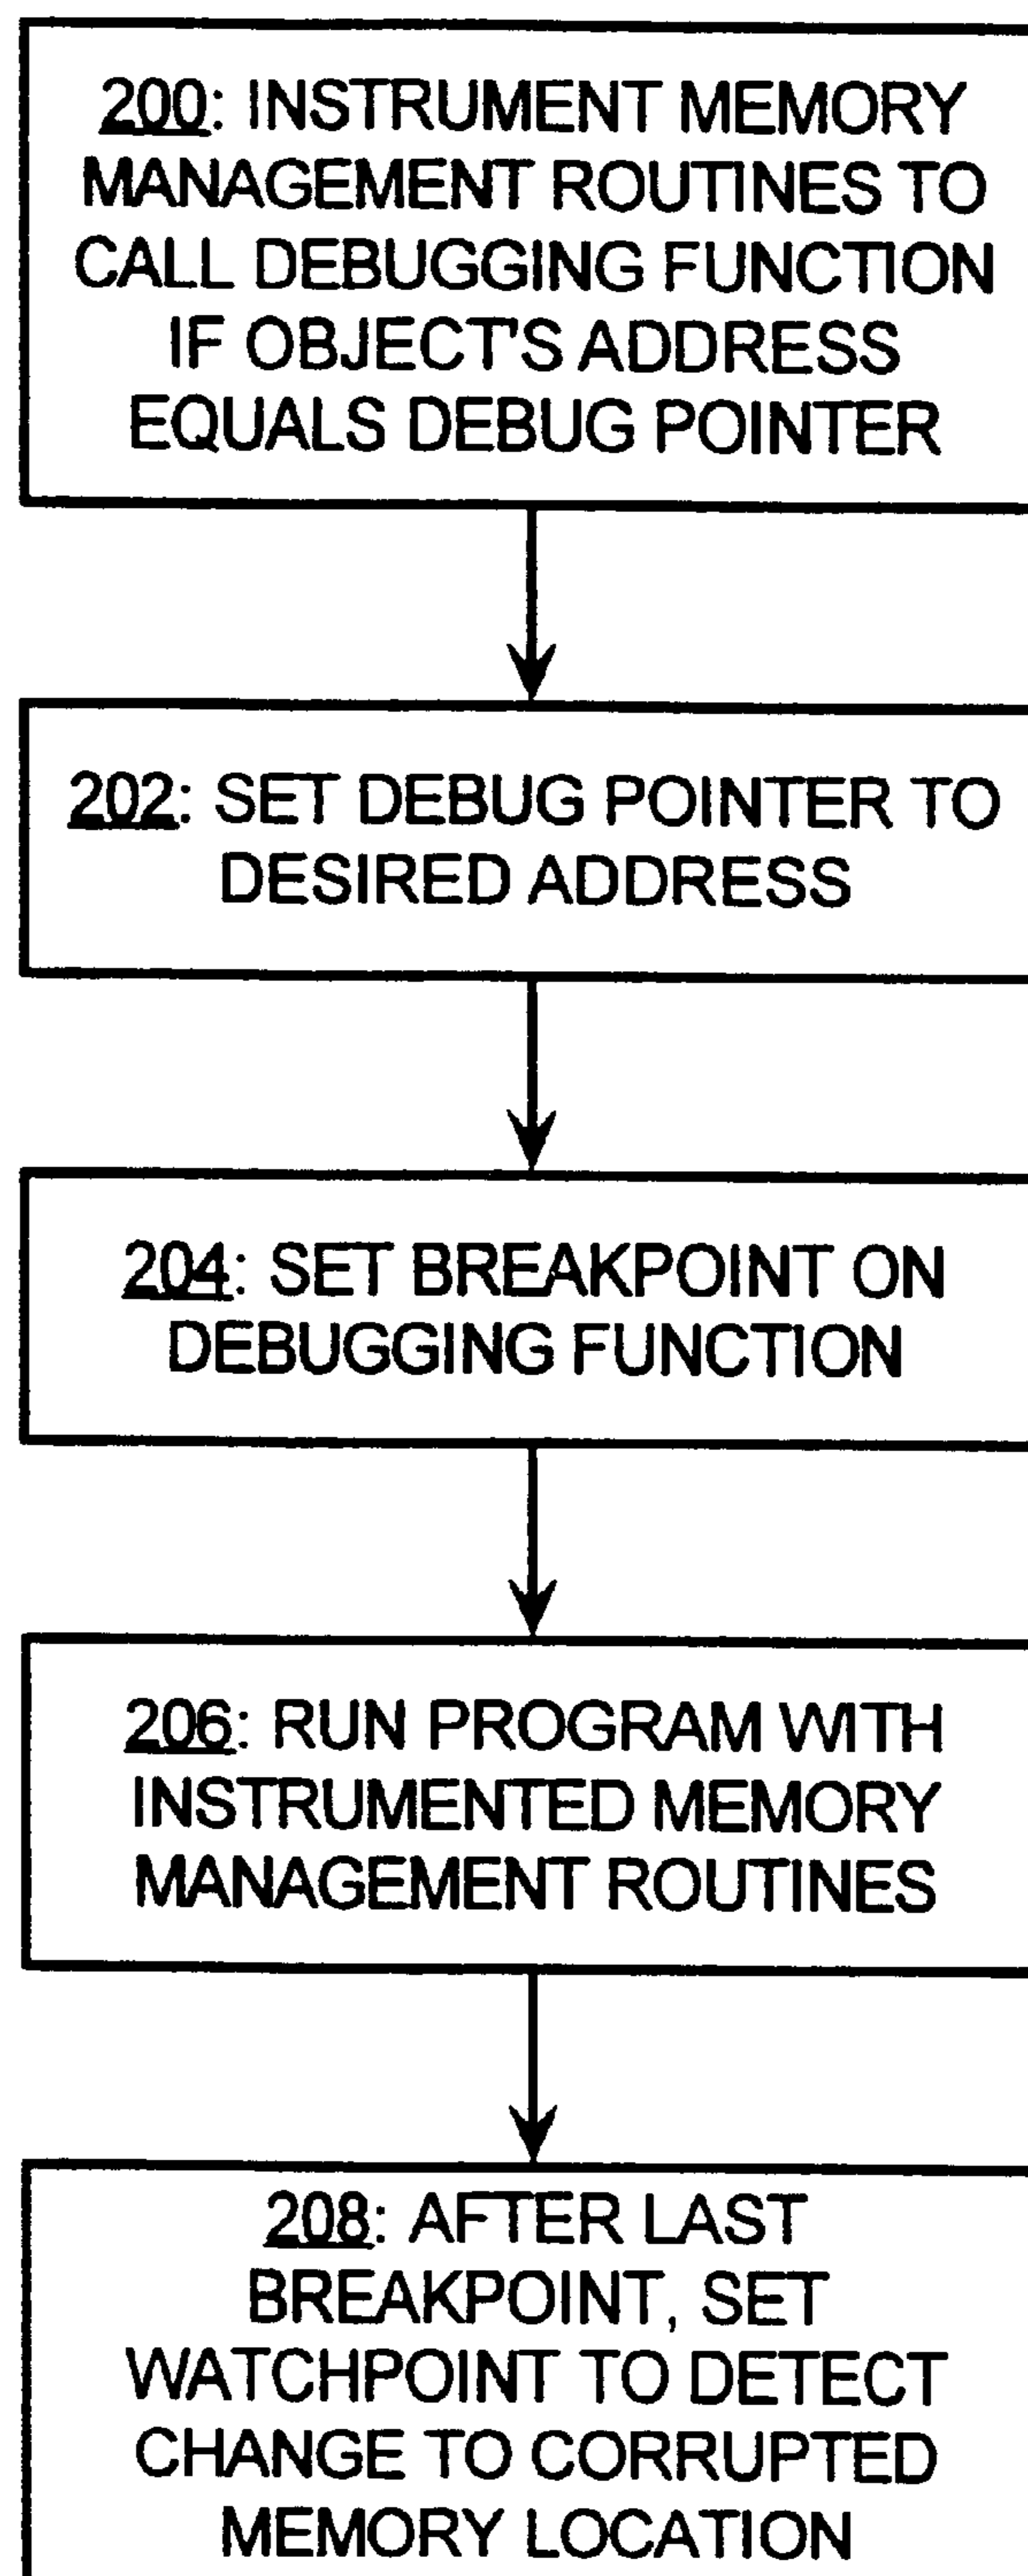 200: INSTRUMENT MEMORY
MANAGEMENT ROUTINES TO
CALL DEBUGGING FUNCTION
IF OBJECT'S ADDRESS
EQUALS DEBUG POINTER
202: SET DEBUG POINTER TO
DESIRED ADDRESS
204: SET BREAKPOINT ON
DEBUGGING FUNCTION
206: RUN PROGRAM WITH
INSTRUMENTED MEMORY
MANAGEMENT ROUTINES
208: AFTER LAST
BREAKPOINT, SET
WATCHPOINT TO DETECT
CHANGE TO CORRUPTED
MEMORY LOCATION